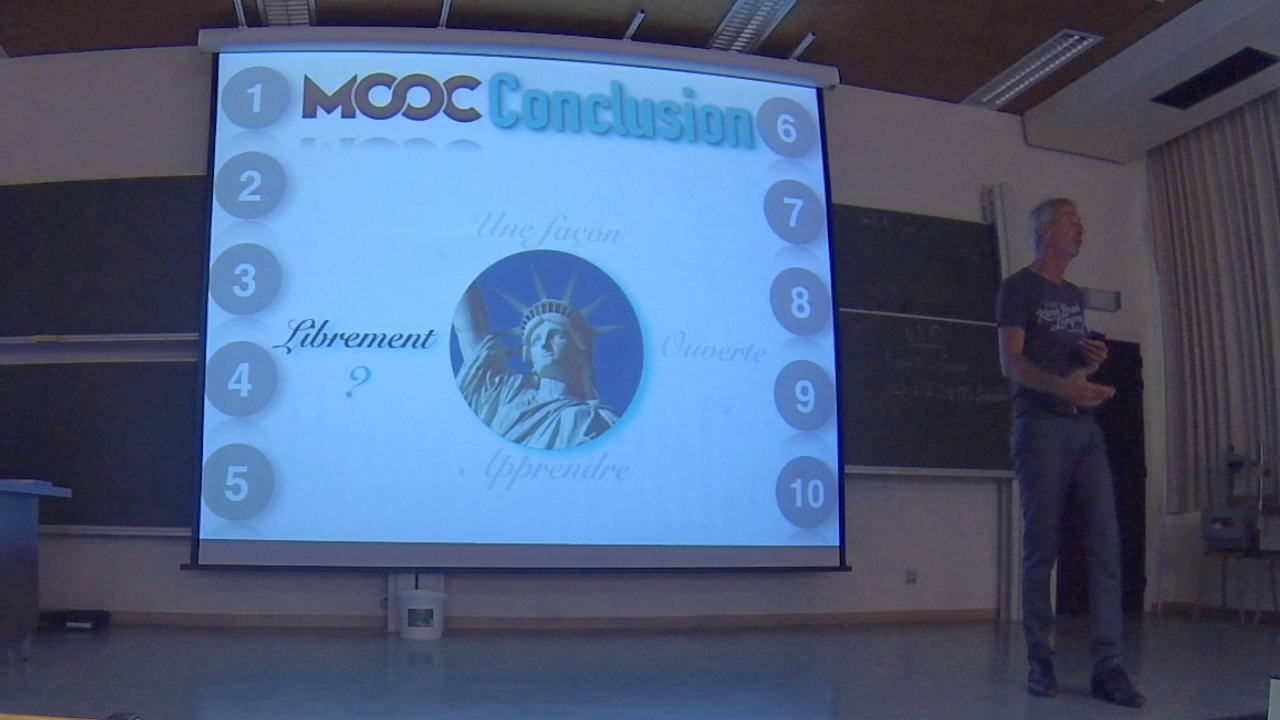 MOOC Conclusion
1
2
3
4
5
Une façon
Librement
?
Ouverte
Apprendre
6
7
8
9
10